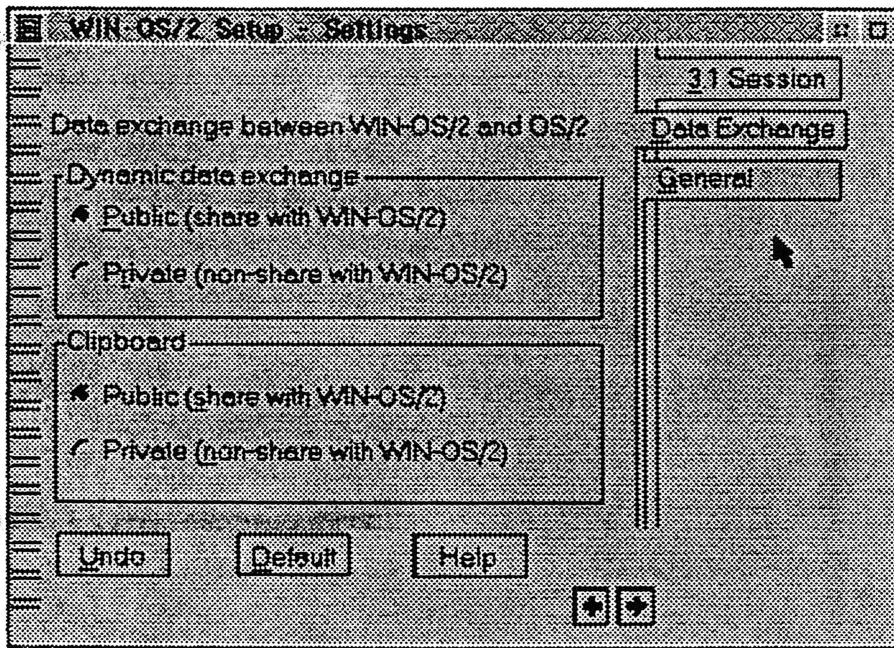 WIN-OS/2 Setup - Settings
3.1 Session
Data exchange between WIN-OS/2 and OS/2
Data Exchange
General
Dynamic data exchange
Public (share with WIN-OS/2)
Private (non-share with WIN-OS/2)
Clipboard
Public (share with WIN-OS/2)
Private (non-share with WIN-OS/2)
Undo
Default
Help